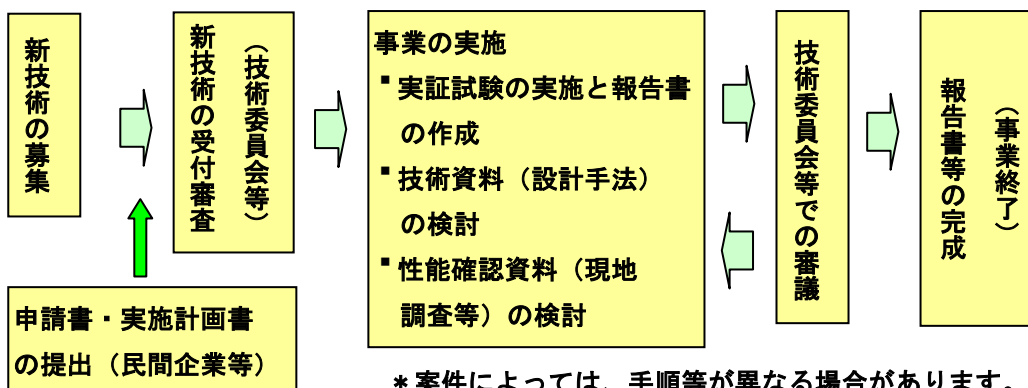 新技術の募集
新技術の受付審査
（技術委員会等）
事業の実施
・実証試験の実施と報告書
の作成
・技術資料（設計手法）
の検討
・性能確認資料（現地
調査等）の検討
技術委員会等での審議
報告書等の完成
（事業終了）
申請書・実施計画書
の提出（民間企業等）
＊案件によっては、手順等が異なる場合があります。